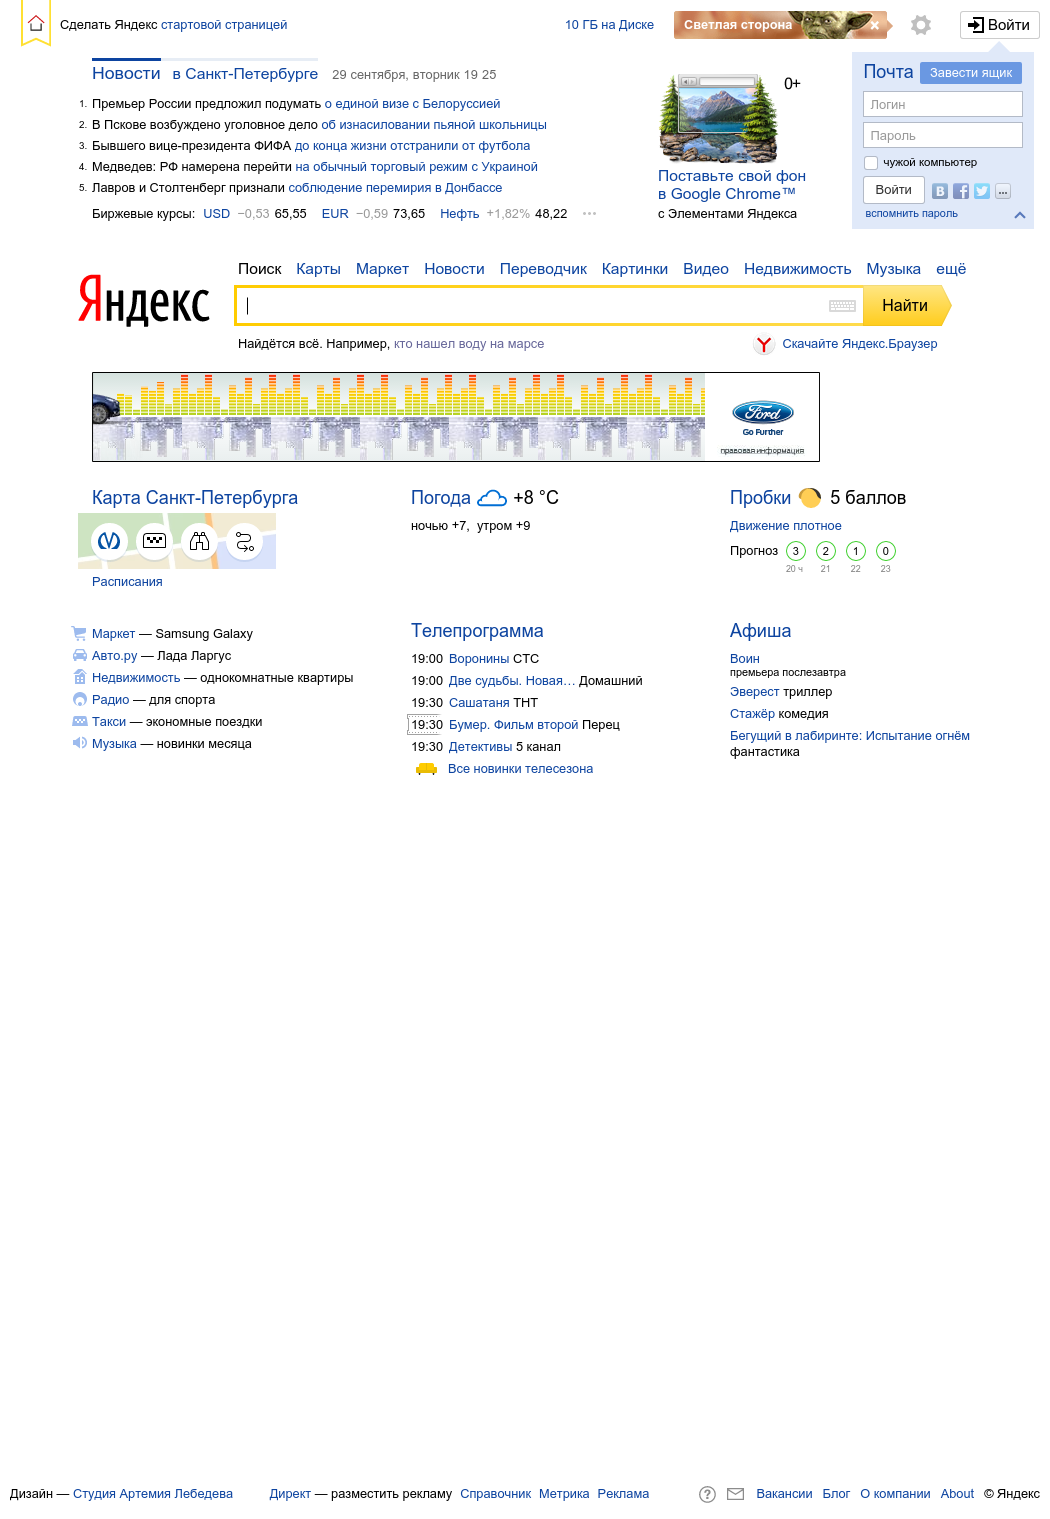 Сделать Яндекс стартовой страницей
10 ГБ на Диске
Светлая сторона
Войти
Новости в Санкт-Петербурге 29 сентября, вторник 19 25
1. Премьер России предложил подумать о единой визе с Белоруссией
2. В Пскове возбуждено уголовное дело об изнасиловании пьяной школьницы
3. Бывшего вице-президента ФИФА до конца жизни отстранили от футбола
4. Медведев: РФ намерена перейти на обычный торговый режим с Украиной
5. Лавров и Столтенберг признали соблюдение перемирия в Донбассе
Биржевые курсы: USD −0,53 65,55 EUR −0,59 73,65 Нефть +1,82% 48,22
0+
Поставьте свой фон
в Google Chrome™
с Элементами Яндекса
Почта Завести ящик
Логин
Пароль
чужой компьютер
Войти
В f ...
вспомнить пароль
Поиск Карты Маркет Новости Переводчик Картинки Видео Недвижимость Музыка ещё
Яндекс
Найти
Найдётся всё. Например, кто нашел воду на марсе
Скачайте Яндекс.Браузер
Ford
Go Further
правовая информация
Карта Санкт-Петербурга
Расписания
Погода +8 °C
ночью +7, утром +9
Пробки 5 баллов
Движение плотное
Прогноз 3 2 1 0
20 ч 21 22 23
Маркет — Samsung Galaxy
Авто.ру — Лада Ларгус
Недвижимость — однокомнатные квартиры
Радио — для спорта
Такси — экономные поездки
Музыка — новинки месяца
Телепрограмма
19:00 Воронины СТС
19:00 Две судьбы. Новая… Домашний
19:30 Сашатаня ТНТ
19:30 Бумер. Фильм второй Перец
19:30 Детективы 5 канал
Все новинки телесезона
Афиша
Воин
премьера послезавтра
Эверест триллер
Стажёр комедия
Бегущий в лабиринте: Испытание огнём
фантастика
Дизайн — Студия Артемия Лебедева
Директ — разместить рекламу Справочник Метрика Реклама
? Вакансии Блог О компании About © Яндекс